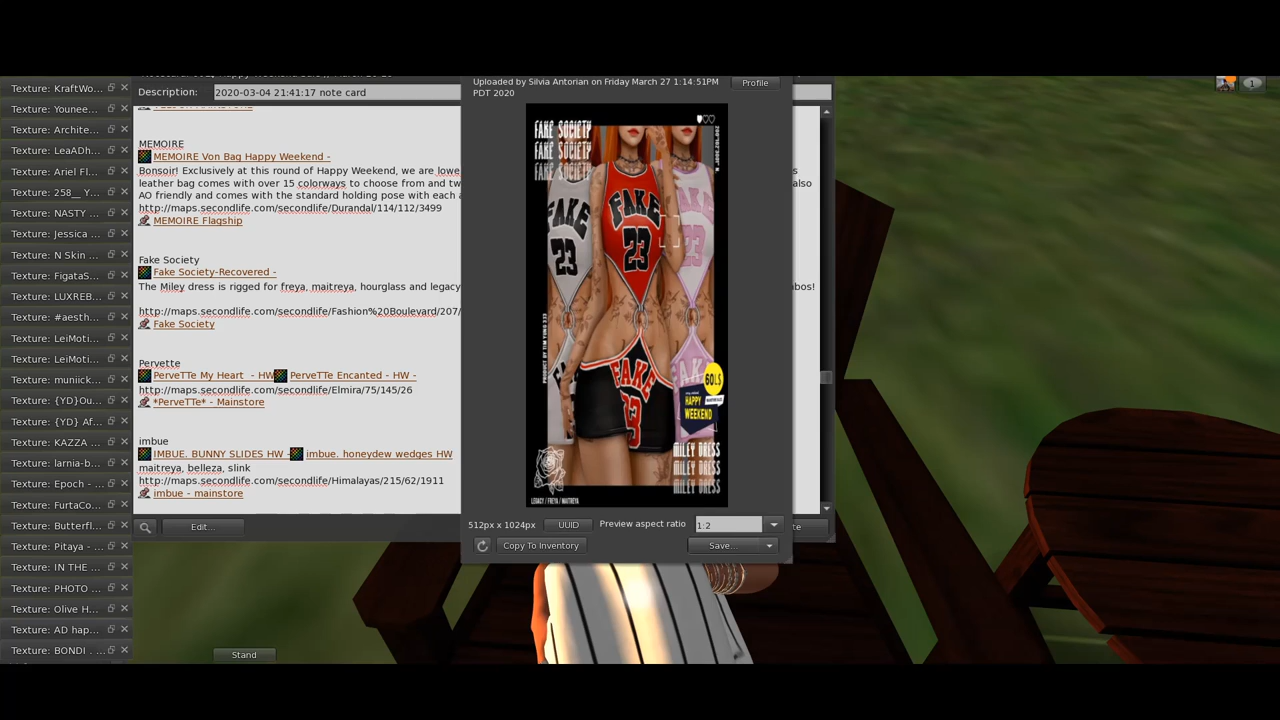 Texture: KraftWo...
Texture: Younee...
Texture: Archite...
Texture: LeaADh...
Texture: Ariel Fl...
Texture: 258__ Y...
Texture: NASTY ...
Texture: Jessica ...
Texture: N Skin ...
Texture: FigataS...
Texture: LUXREB...
Texture: #aesth...
Texture: LeiMoti...
Texture: LeiMoti...
Texture: muniick...
Texture: {YD}Ou...
Texture: {YD} Af...
Texture: KAZZA ...
Texture: larnia-b...
Texture: Epoch - ...
Texture: FurtaCo...
Texture: Butterfl...
Texture: Pitaya - ...
Texture: IN THE ...
Texture: PHOTO ...
Texture: Olive H...
Texture: AD hap...
Texture: BONDI . ...
Description: 2020-03-04 21:41:17 note card
MEMOIRE
MEMOIRE Von Bag Happy Weekend -
Bonsoir! Exclusively at this round of Happy Weekend, we are lowe
leather bag comes with over 15 colorways to choose from and tw
also
AO friendly and comes with the standard holding pose with each a
http://maps.secondlife.com/secondlife/Durandal/114/112/3499
MEMOIRE Flagship
Fake Society
Fake Society-Recovered -
The Miley dress is rigged for freya, maitreya, hourglass and legacy
nbos!
http://maps.secondlife.com/secondlife/Fashion%20Boulevard/207/
Fake Society
Pervette
PerveTTe My Heart - HW PerveTTe Encanted - HW -
http://maps.secondlife.com/secondlife/Elmira/75/145/26
*PerveTTe* - Mainstore
imbue
IMBUE. BUNNY SLIDES HW - imbue. honeydew wedges HW
maitreya, belleza, slink
http://maps.secondlife.com/secondlife/Himalayas/215/62/1911
imbue - mainstore
Edit...
Uploaded by Silvia Antorian on Friday March 27 1:14:51PM
PDT 2020
Profile
FAKE SOCIETY
FAKE SOCIETY
FAKE SOCIETY
FAKE
23
FAKE
23
FAKE
23
FAKE
23
60L$
HAPPY
WEEKEND
MILEY DRESS
MILEY DRESS
MILEY DRESS
LEGACY / FREYA / MAITREYA
512px x 1024px
UUID
Preview aspect ratio
1:2
Copy To Inventory
Save...
1
Stand